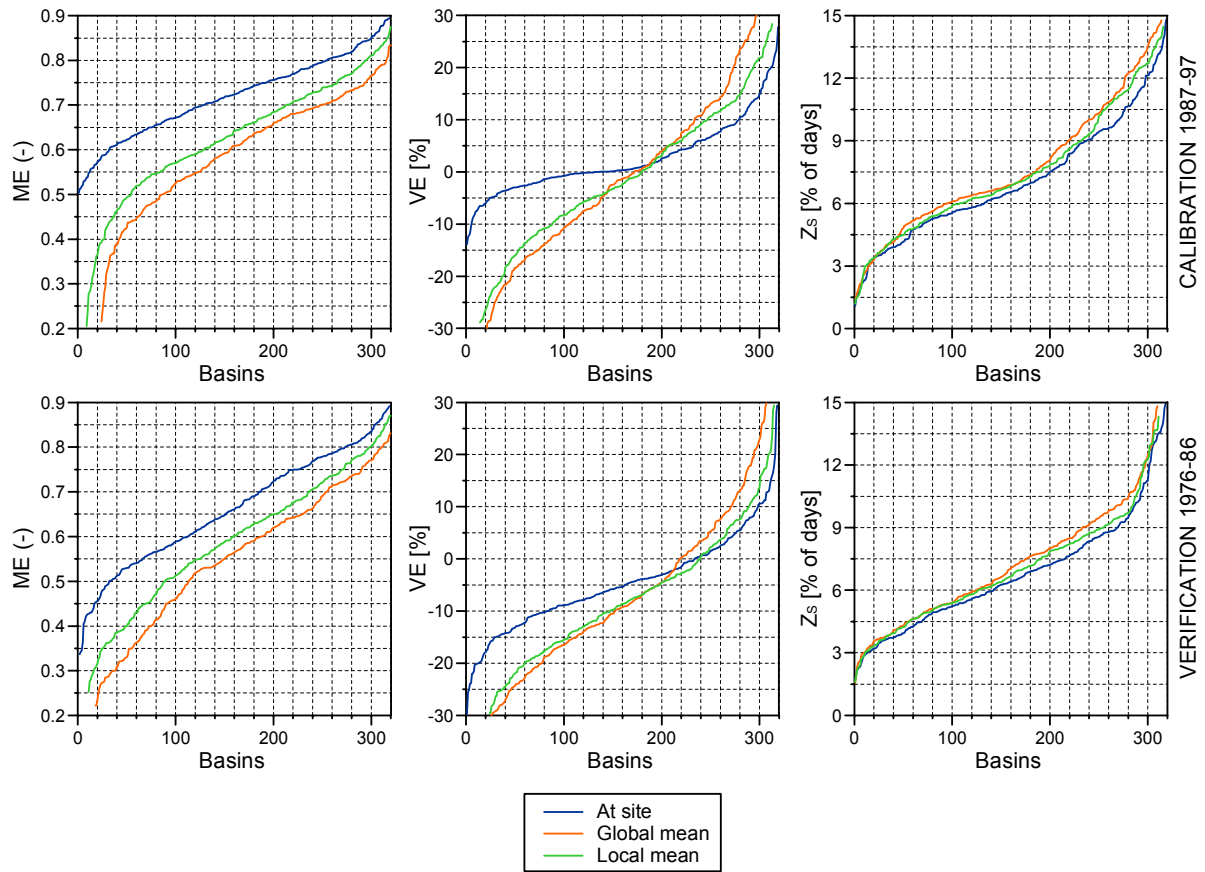 0.9
0.8
0.7
0.6
0.5
0.4
0.3
0.2
ME (-)
0 100 200 300
Basins
30
20
10
0
-10
-20
-30
VE [%]
0 100 200 300
Basins
15
12
9
6
3
0
Zs [% of days]
0 100 200 300
Basins
CALIBRATION 1987-97
0.9
0.8
0.7
0.6
0.5
0.4
0.3
0.2
ME (-)
0 100 200 300
Basins
30
20
10
0
-10
-20
-30
VE [%]
0 100 200 300
Basins
15
12
9
6
3
0
Zs [% of days]
0 100 200 300
Basins
VERIFICATION 1976-86
At site
Global mean
Local mean